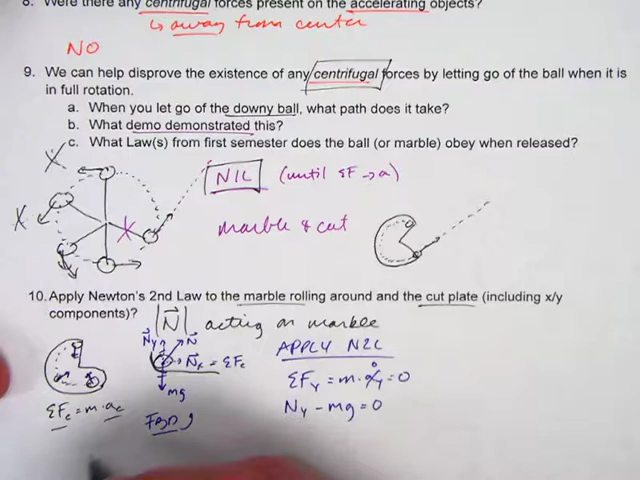 8. Were there any centrifugal forces present on the accelerating objects?
↳ away from center
NO
9. We can help disprove the existence of any centrifugal forces by letting go of the ball when it is
in full rotation.
a. When you let go of the downy ball, what path does it take?
b. What demo demonstrated this?
c. What Law(s) from first semester does the ball (or marble) obey when released?
X
N1L (until ΣF → a)
X
X
marble & cut
10. Apply Newton's 2nd Law to the marble rolling around and the cut plate (including x/y
components)?
|N⃗| acting on marble
N⃗y N⃗
APPLY N2L
N⃗x = ΣFc
ΣFy = m·ay = 0
0
mg
ΣFc = m·ac
Ny - mg = 0
FBD